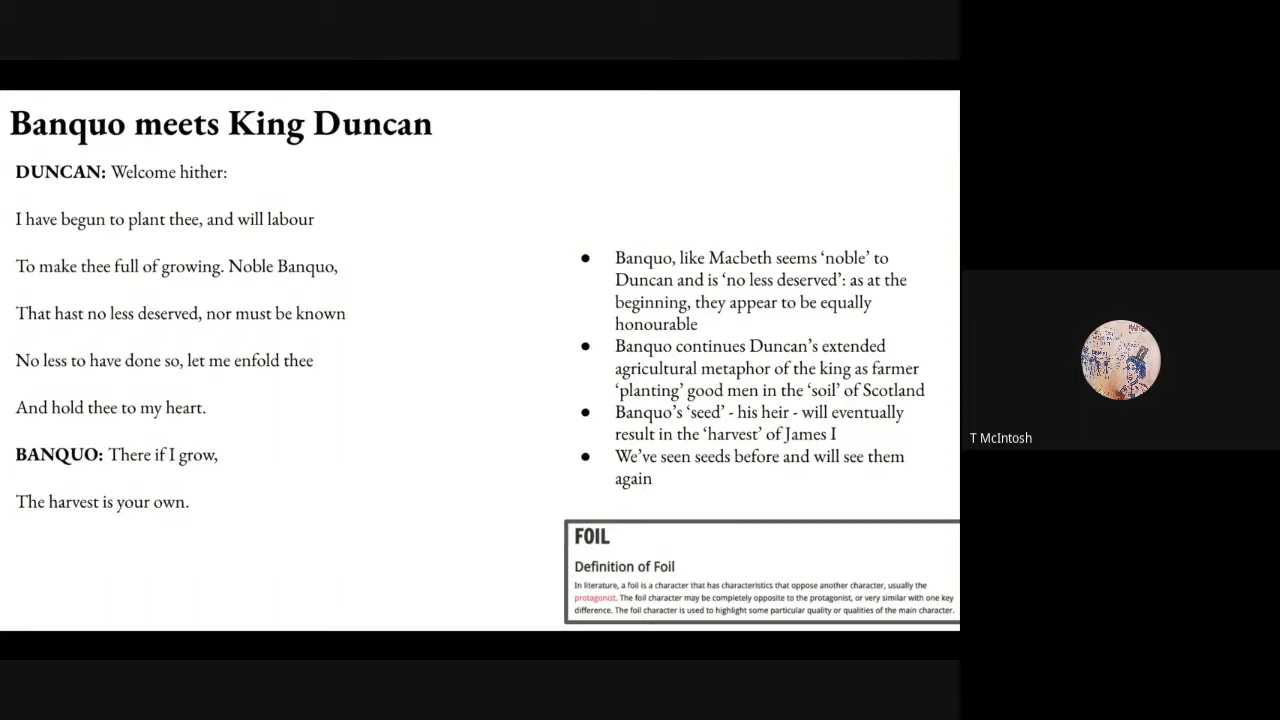 Banquo meets King Duncan
DUNCAN: Welcome hither:
I have begun to plant thee, and will labour
To make thee full of growing. Noble Banquo,
That hast no less deserved, nor must be known
No less to have done so, let me enfold thee
And hold thee to my heart.
BANQUO: There if I grow,
The harvest is your own.
● Banquo, like Macbeth seems ‘noble’ to
Duncan and is ‘no less deserved’: as at the
beginning, they appear to be equally
honourable
● Banquo continues Duncan’s extended
agricultural metaphor of the king as farmer
‘planting’ good men in the ‘soil’ of Scotland
● Banquo’s ‘seed’ - his heir - will eventually
result in the ‘harvest’ of James I
● We’ve seen seeds before and will see them
again
FOIL
Definition of Foil
In literature, a foil is a character that has characteristics that oppose another character, usually the
protagonist. The foil character may be completely opposite to the protagonist, or very similar with one key
difference. The foil character is used to highlight some particular quality or qualities of the main character.
T McIntosh